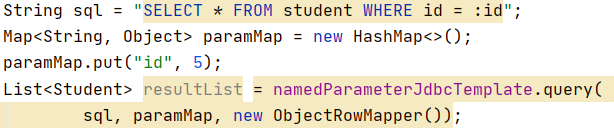 String sql = "SELECT * FROM student WHERE id = :id";
Map<String, Object> paramMap = new HashMap<>();
paramMap.put("id", 5);
List<Student> resultList = namedParameterJdbcTemplate.query(
sql, paramMap, new ObjectRowMapper());